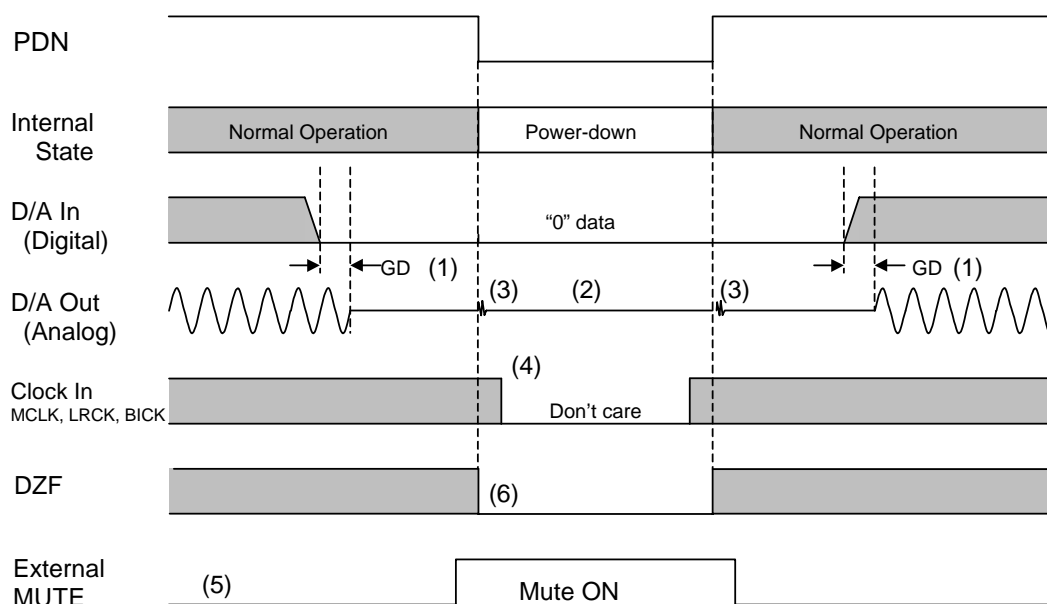 PDN
Internal
State
Normal Operation Power-down Normal Operation
D/A In
(Digital)
“0” data
GD (1) GD (1)
D/A Out
(Analog)
(3) (2) (3)
Clock In
MCLK, LRCK, BICK
(4)
Don’t care
DZF
(6)
External
MUTE
(5)
Mute ON